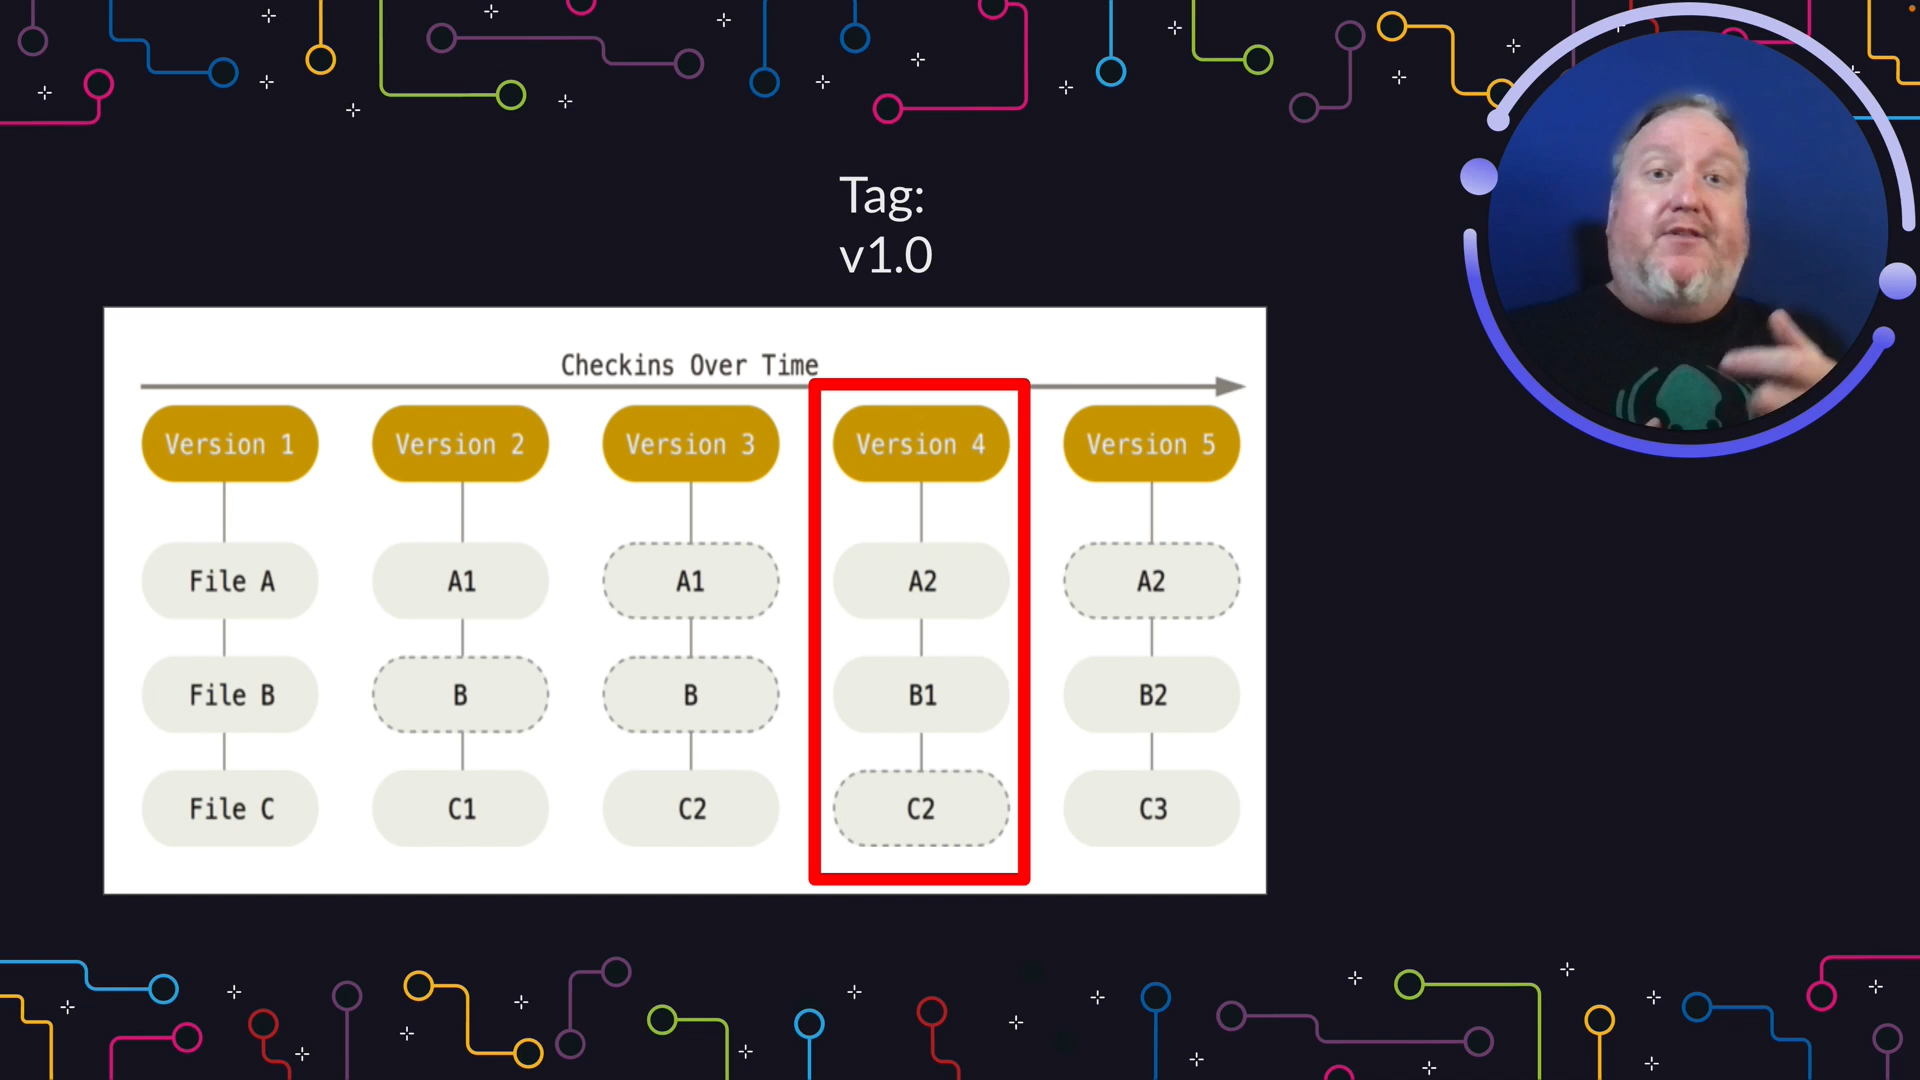 Tag:
v1.0
Checkins Over Time
Version 1 Version 2 Version 3 Version 4 Version 5
File A A1 A1 A2 A2
File B B B B1 B2
File C C1 C2 C2 C3